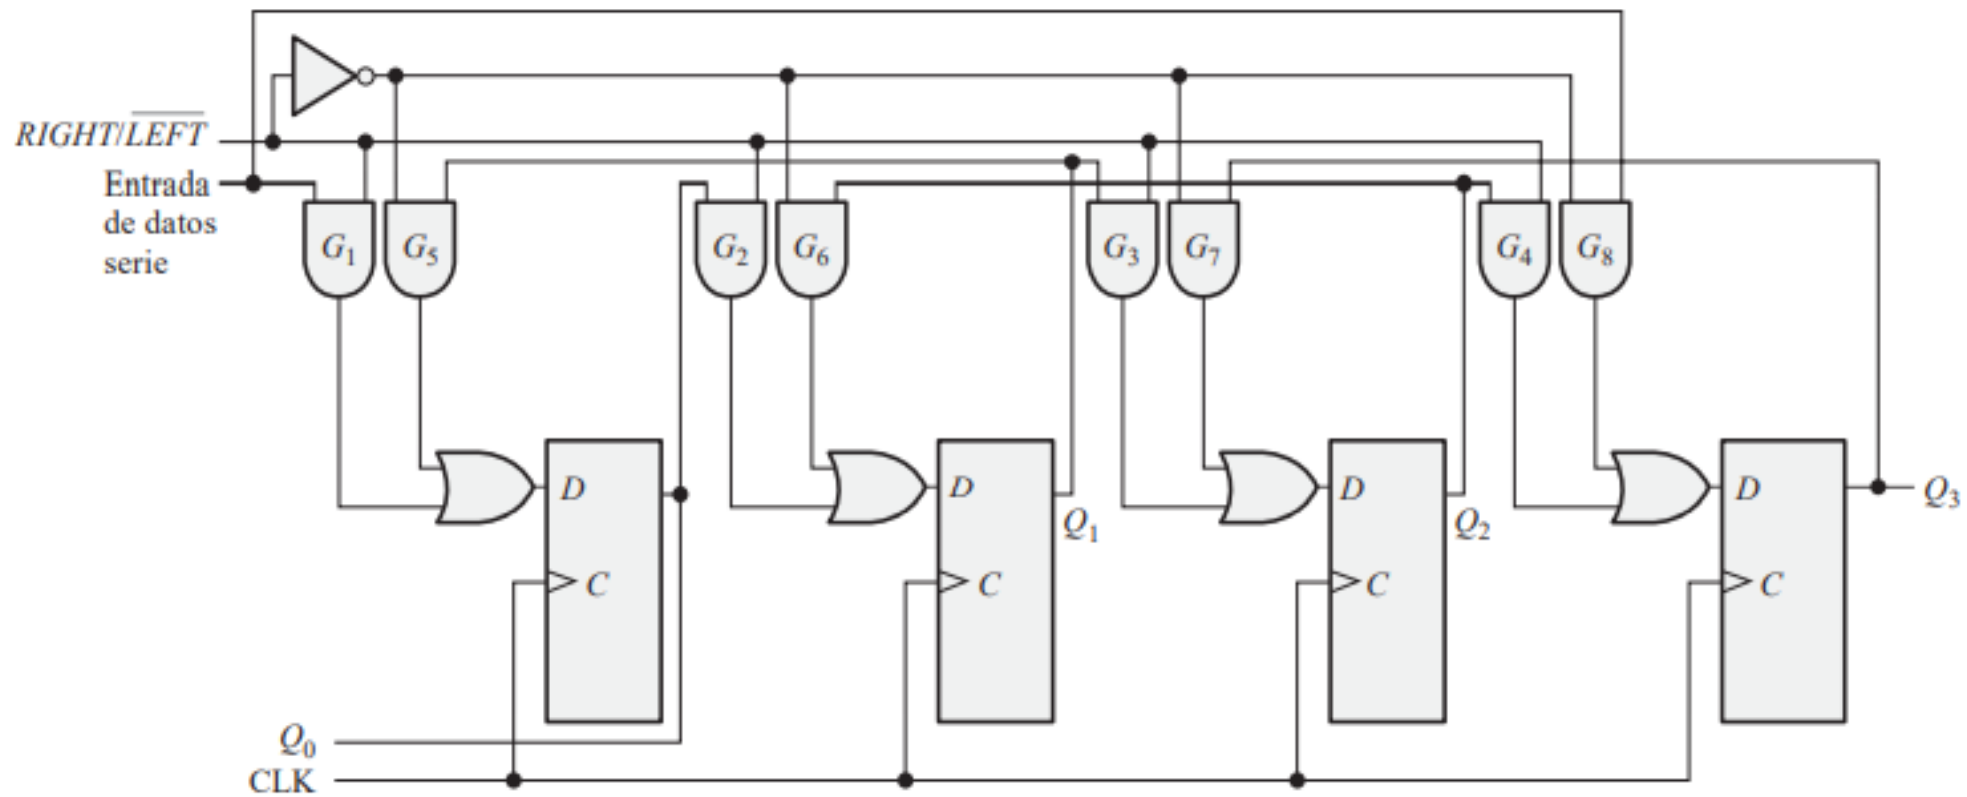 RIGHT/LEFT
Entrada
de datos
serie
G1 G5 G2 G6 G3 G7 G4 G8
D D D D Q3
Q1 Q2
C C C C
Q0
CLK